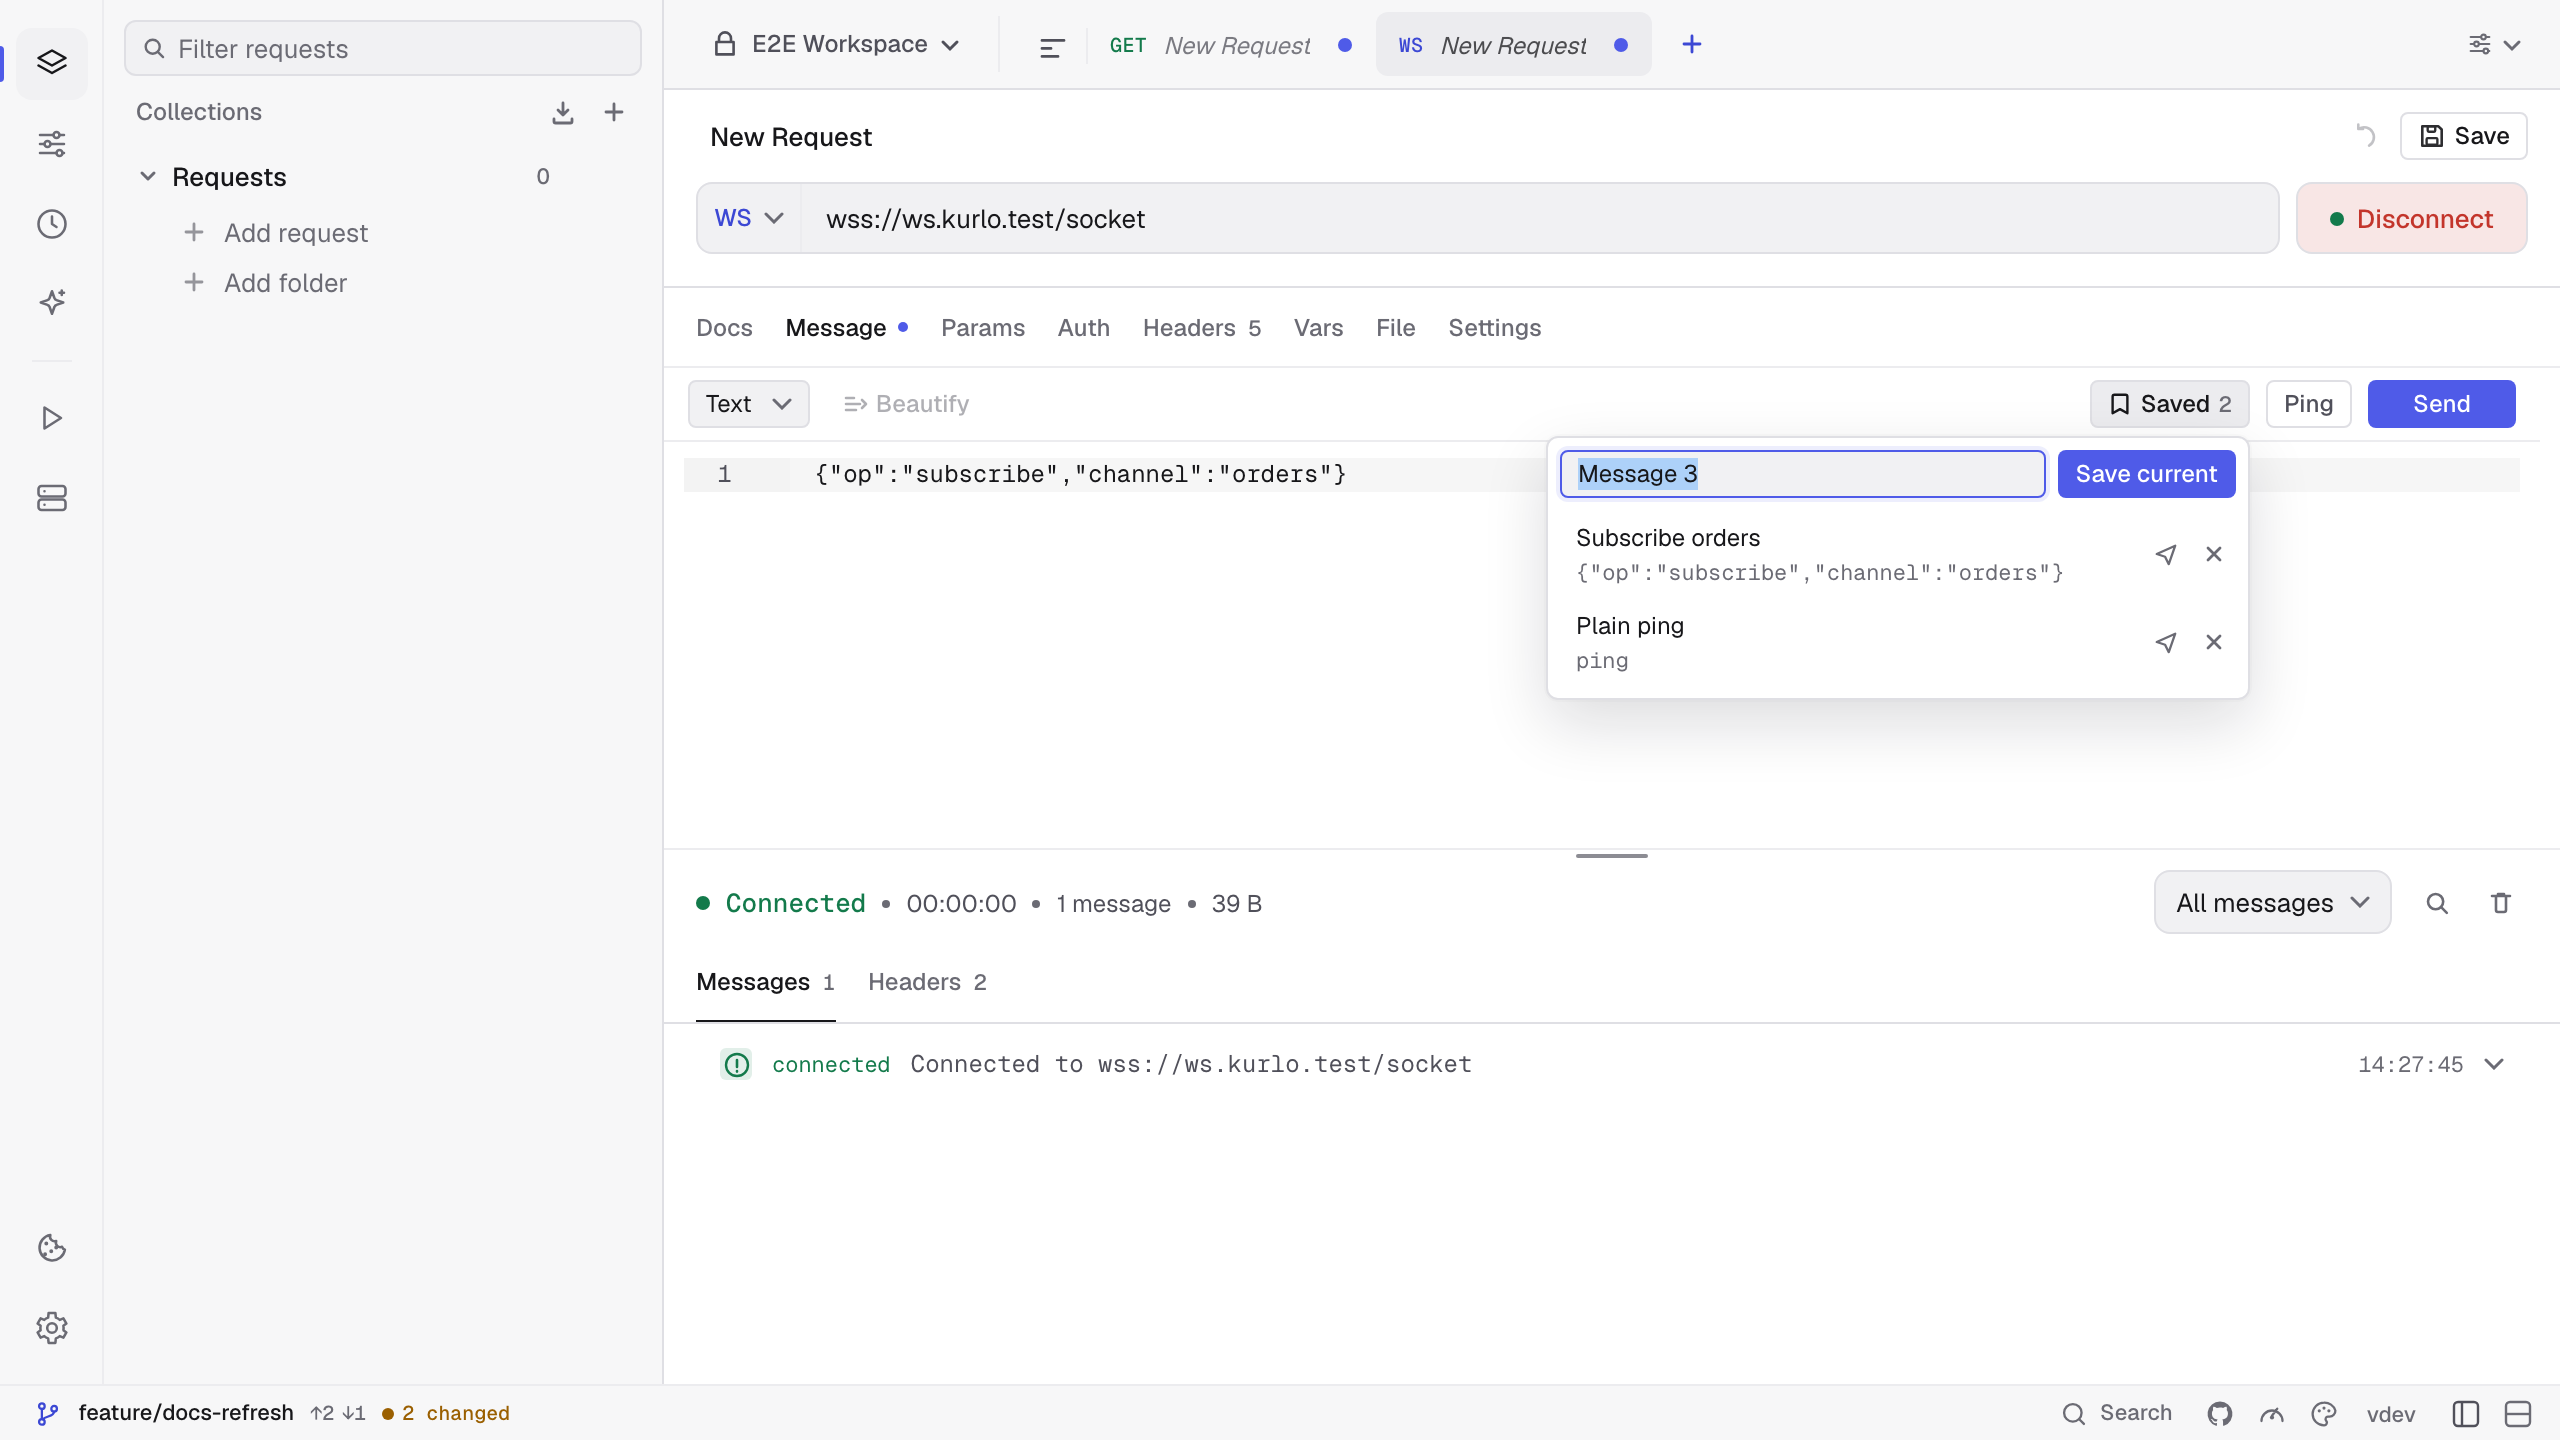 Filter requests
Collections
Requests 0
Add request
Add folder
E2E Workspace
GET New Request
WS New Request
New Request
Save
WS wss://ws.kurlo.test/socket
Disconnect
Docs Message Params Auth Headers 5 Vars File Settings
Text Beautify
Saved 2 Ping Send
1 {"op":"subscribe","channel":"orders"}
Message 3 Save current
Subscribe orders
{"op":"subscribe","channel":"orders"}
Plain ping
ping
Connected • 00:00:00 • 1 message • 39 B
All messages
Messages 1 Headers 2
connected Connected to wss://ws.kurlo.test/socket 14:27:45
feature/docs-refresh ↑2 ↓1 ● 2 changed
Search vdev